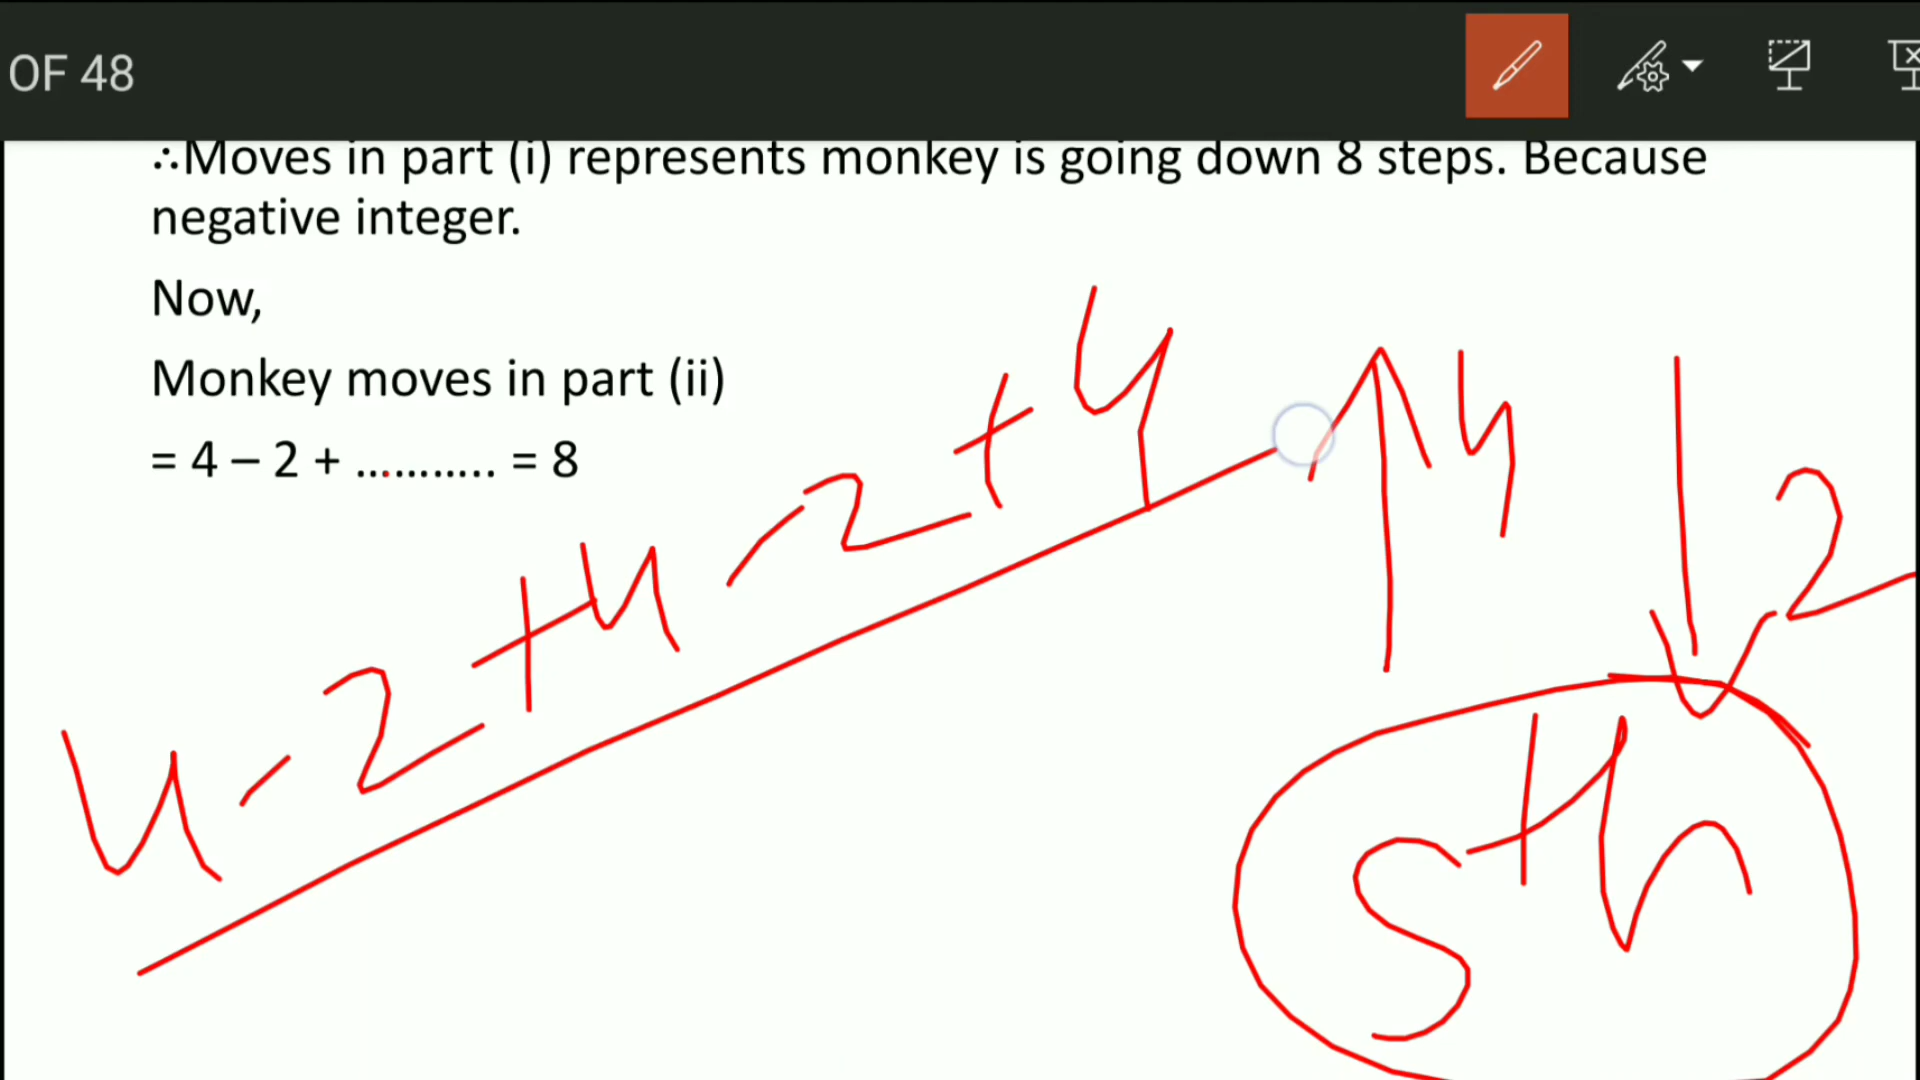 OF 48
∴Moves in part (i) represents monkey is going down 8 steps. Because
negative integer.
Now,
Monkey moves in part (ii)
= 4 – 2 + ........... = 8
4 - 2 + 4 - 2 + 4
4
2
5th